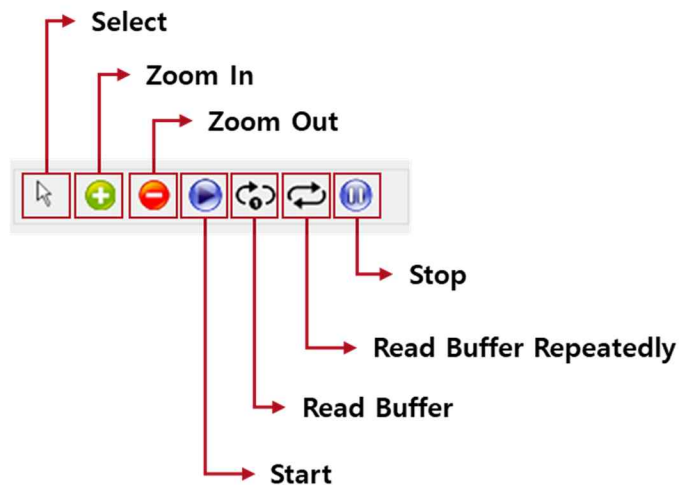 Select
Zoom In
Zoom Out
Stop
Read Buffer Repeatedly
Read Buffer
Start